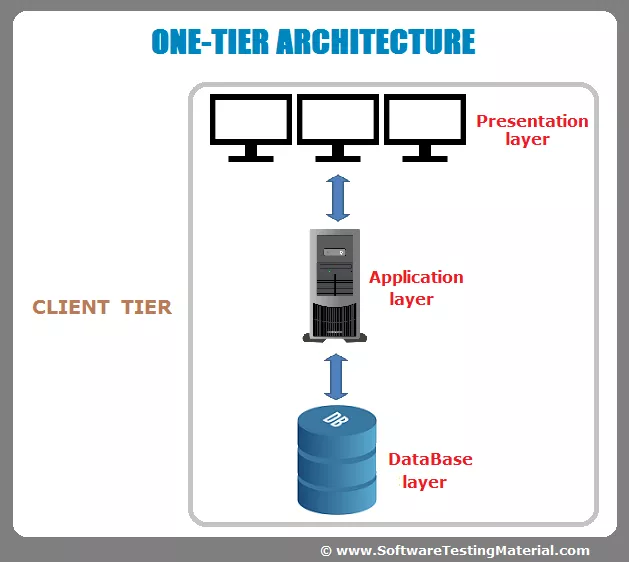 ONE-TIER ARCHITECTURE
Presentation
layer
Application
layer
CLIENT TIER
DB
DataBase
layer
© www.SoftwareTestingMaterial.com